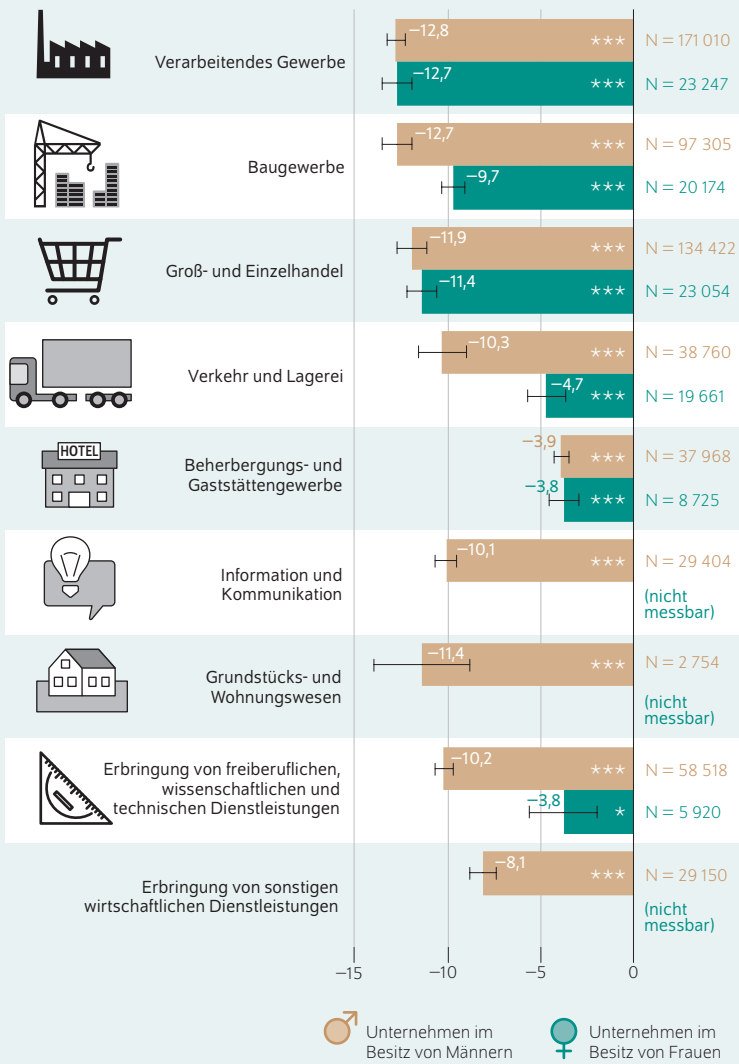 −12,8
*** N = 171 010
Verarbeitendes Gewerbe
−12,7
*** N = 23 247
−12,7
*** N = 97 305
Baugewerbe
−9,7
*** N = 20 174
−11,9
*** N = 134 422
Groß- und Einzelhandel
−11,4
*** N = 23 054
−10,3
*** N = 38 760
Verkehr und Lagerei
−4,7
*** N = 19 661
HOTEL
−3,9
*** N = 37 968
Beherbergungs- und
Gaststättengewerbe
−3,8
*** N = 8 725
−10,1
*** N = 29 404
Information und
Kommunikation
(nicht
messbar)
−11,4
*** N = 2 754
Grundstücks- und
Wohnungswesen
(nicht
messbar)
−10,2
*** N = 58 518
Erbringung von freiberuflichen,
wissenschaftlichen und
technischen Dienstleistungen
−3,8
* N = 5 920
−8,1
*** N = 29 150
Erbringung von sonstigen
wirtschaftlichen Dienstleistungen
(nicht
messbar)
−15 −10 −5 0
Unternehmen im
Besitz von Männern
Unternehmen im
Besitz von Frauen